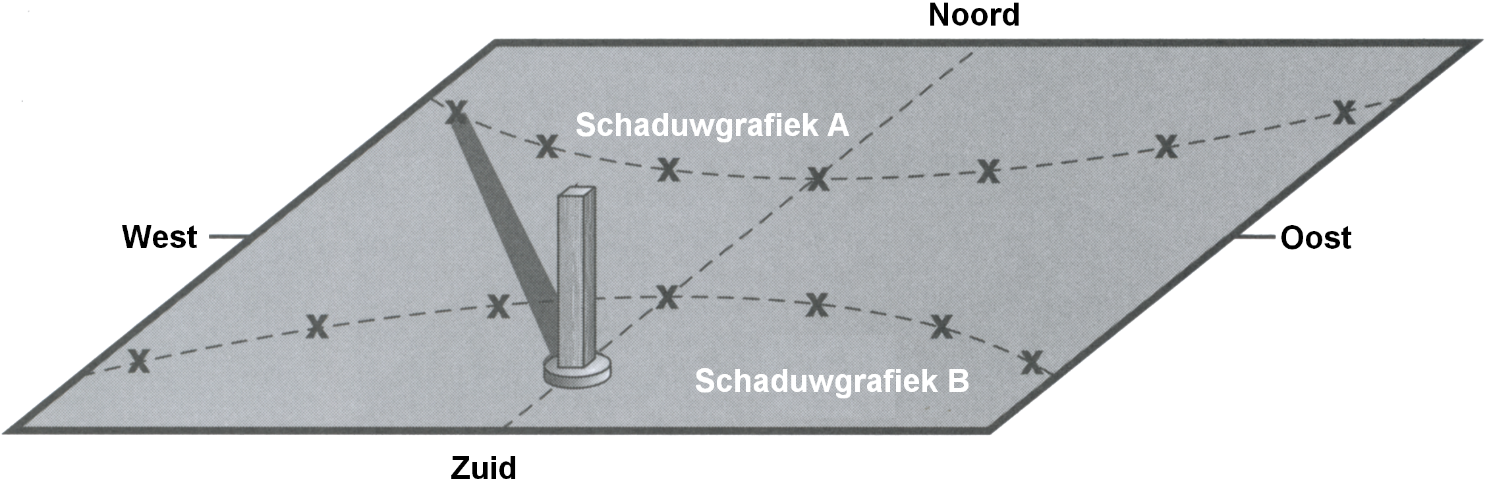 Noord
Schaduwgrafiek A
West
Oost
Schaduwgrafiek B
Zuid